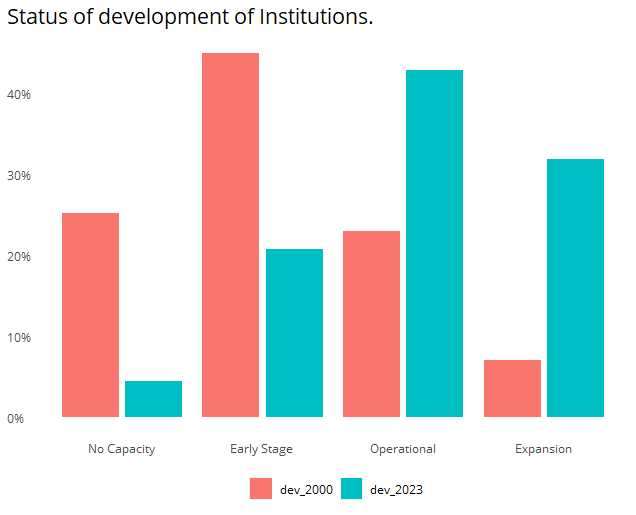 Status of development of Institutions.
40%
30%
20%
10%
0%
No Capacity Early Stage Operational Expansion
dev_2000 dev_2023